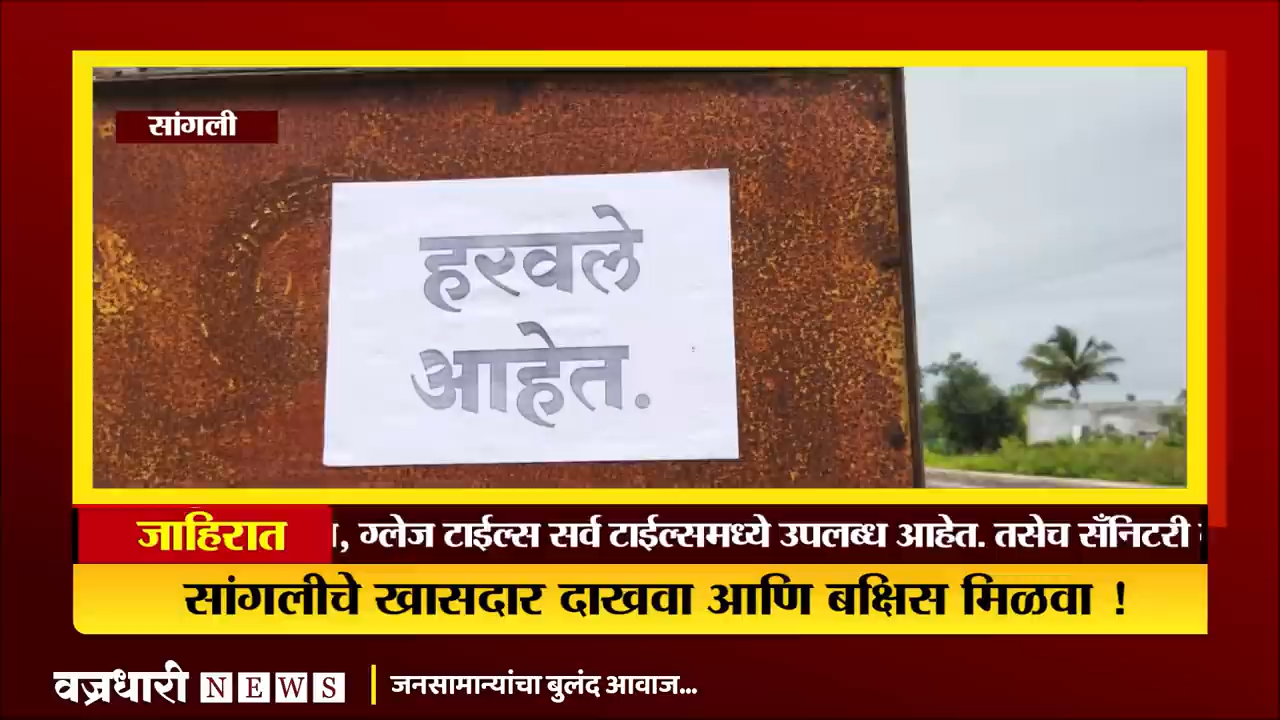 सांगली
हरवले
आहेत.
जाहिरात
, ग्लेज टाईल्स सर्व टाईल्समध्ये उपलब्ध आहेत. तसेच सँनिटरी
सांगलीचे खासदार दाखवा आणि बक्षिस मिळवा !
वज्रधारी NEWS
जनसामान्यांचा बुलंद आवाज...